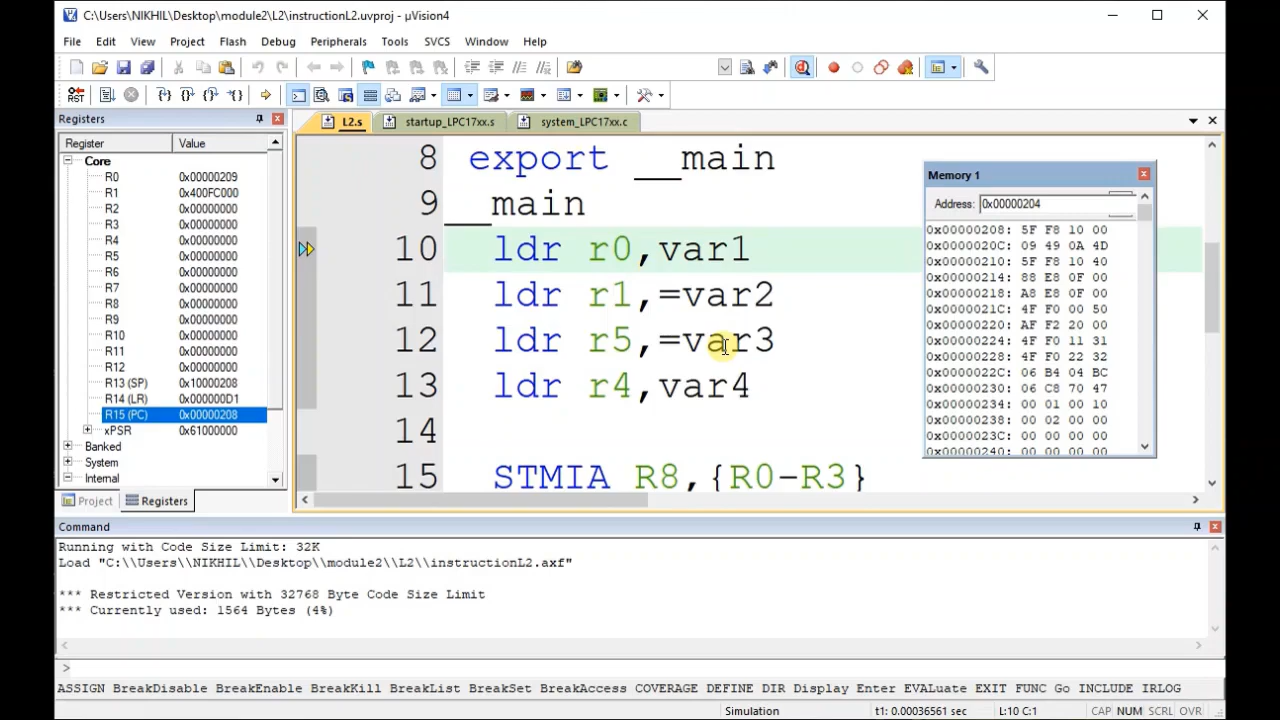 C:\Users\NIKHIL\Desktop\module2\L2\instructionL2.uvproj - µVision4
File Edit View Project Flash Debug Peripherals Tools SVCS Window Help
RST
Registers
L2.s startup_LPC17xx.s system_LPC17xx.c
Register Value
Core
R0 0x00000209
R1 0x400FC000
R2 0x00000000
R3 0x00000000
R4 0x00000000
R5 0x00000000
R6 0x00000000
R7 0x00000000
R8 0x00000000
R9 0x00000000
R10 0x00000000
R11 0x00000000
R12 0x00000000
R13 (SP) 0x10000208
R14 (LR) 0x000000D1
R15 (PC) 0x00000208
xPSR 0x61000000
Banked
System
Internal
Project Registers
8 export __main
9 __main
10 ldr r0,var1
11 ldr r1,=var2
12 ldr r5,=var3
13 ldr r4,var4
14
15 STMIA R8,{R0-R3}
Memory 1
Address: 0x00000204
0x00000208: 5F F8 10 00
0x0000020C: 09 49 0A 4D
0x00000210: 5F F8 10 40
0x00000214: 88 E8 0F 00
0x00000218: A8 E8 0F 00
0x0000021C: 4F F0 00 50
0x00000220: AF F2 20 00
0x00000224: 4F F0 11 31
0x00000228: 4F F0 22 32
0x0000022C: 06 B4 04 BC
0x00000230: 06 C8 70 47
0x00000234: 00 01 00 10
0x00000238: 00 02 00 00
0x0000023C: 00 00 00 00
0x00000240: 00 00 00 00
Command
Running with Code Size Limit: 32K
Load "C:\\Users\\NIKHIL\\Desktop\\module2\\L2\\instructionL2.axf"
*** Restricted Version with 32768 Byte Code Size Limit
*** Currently used: 1564 Bytes (4%)
>
ASSIGN BreakDisable BreakEnable BreakKill BreakList BreakSet BreakAccess COVERAGE DEFINE DIR Display Enter EVALuate EXIT FUNC Go INCLUDE IRLOG
Simulation t1: 0.00036561 sec L:10 C:1 CAP NUM SCRL OVR